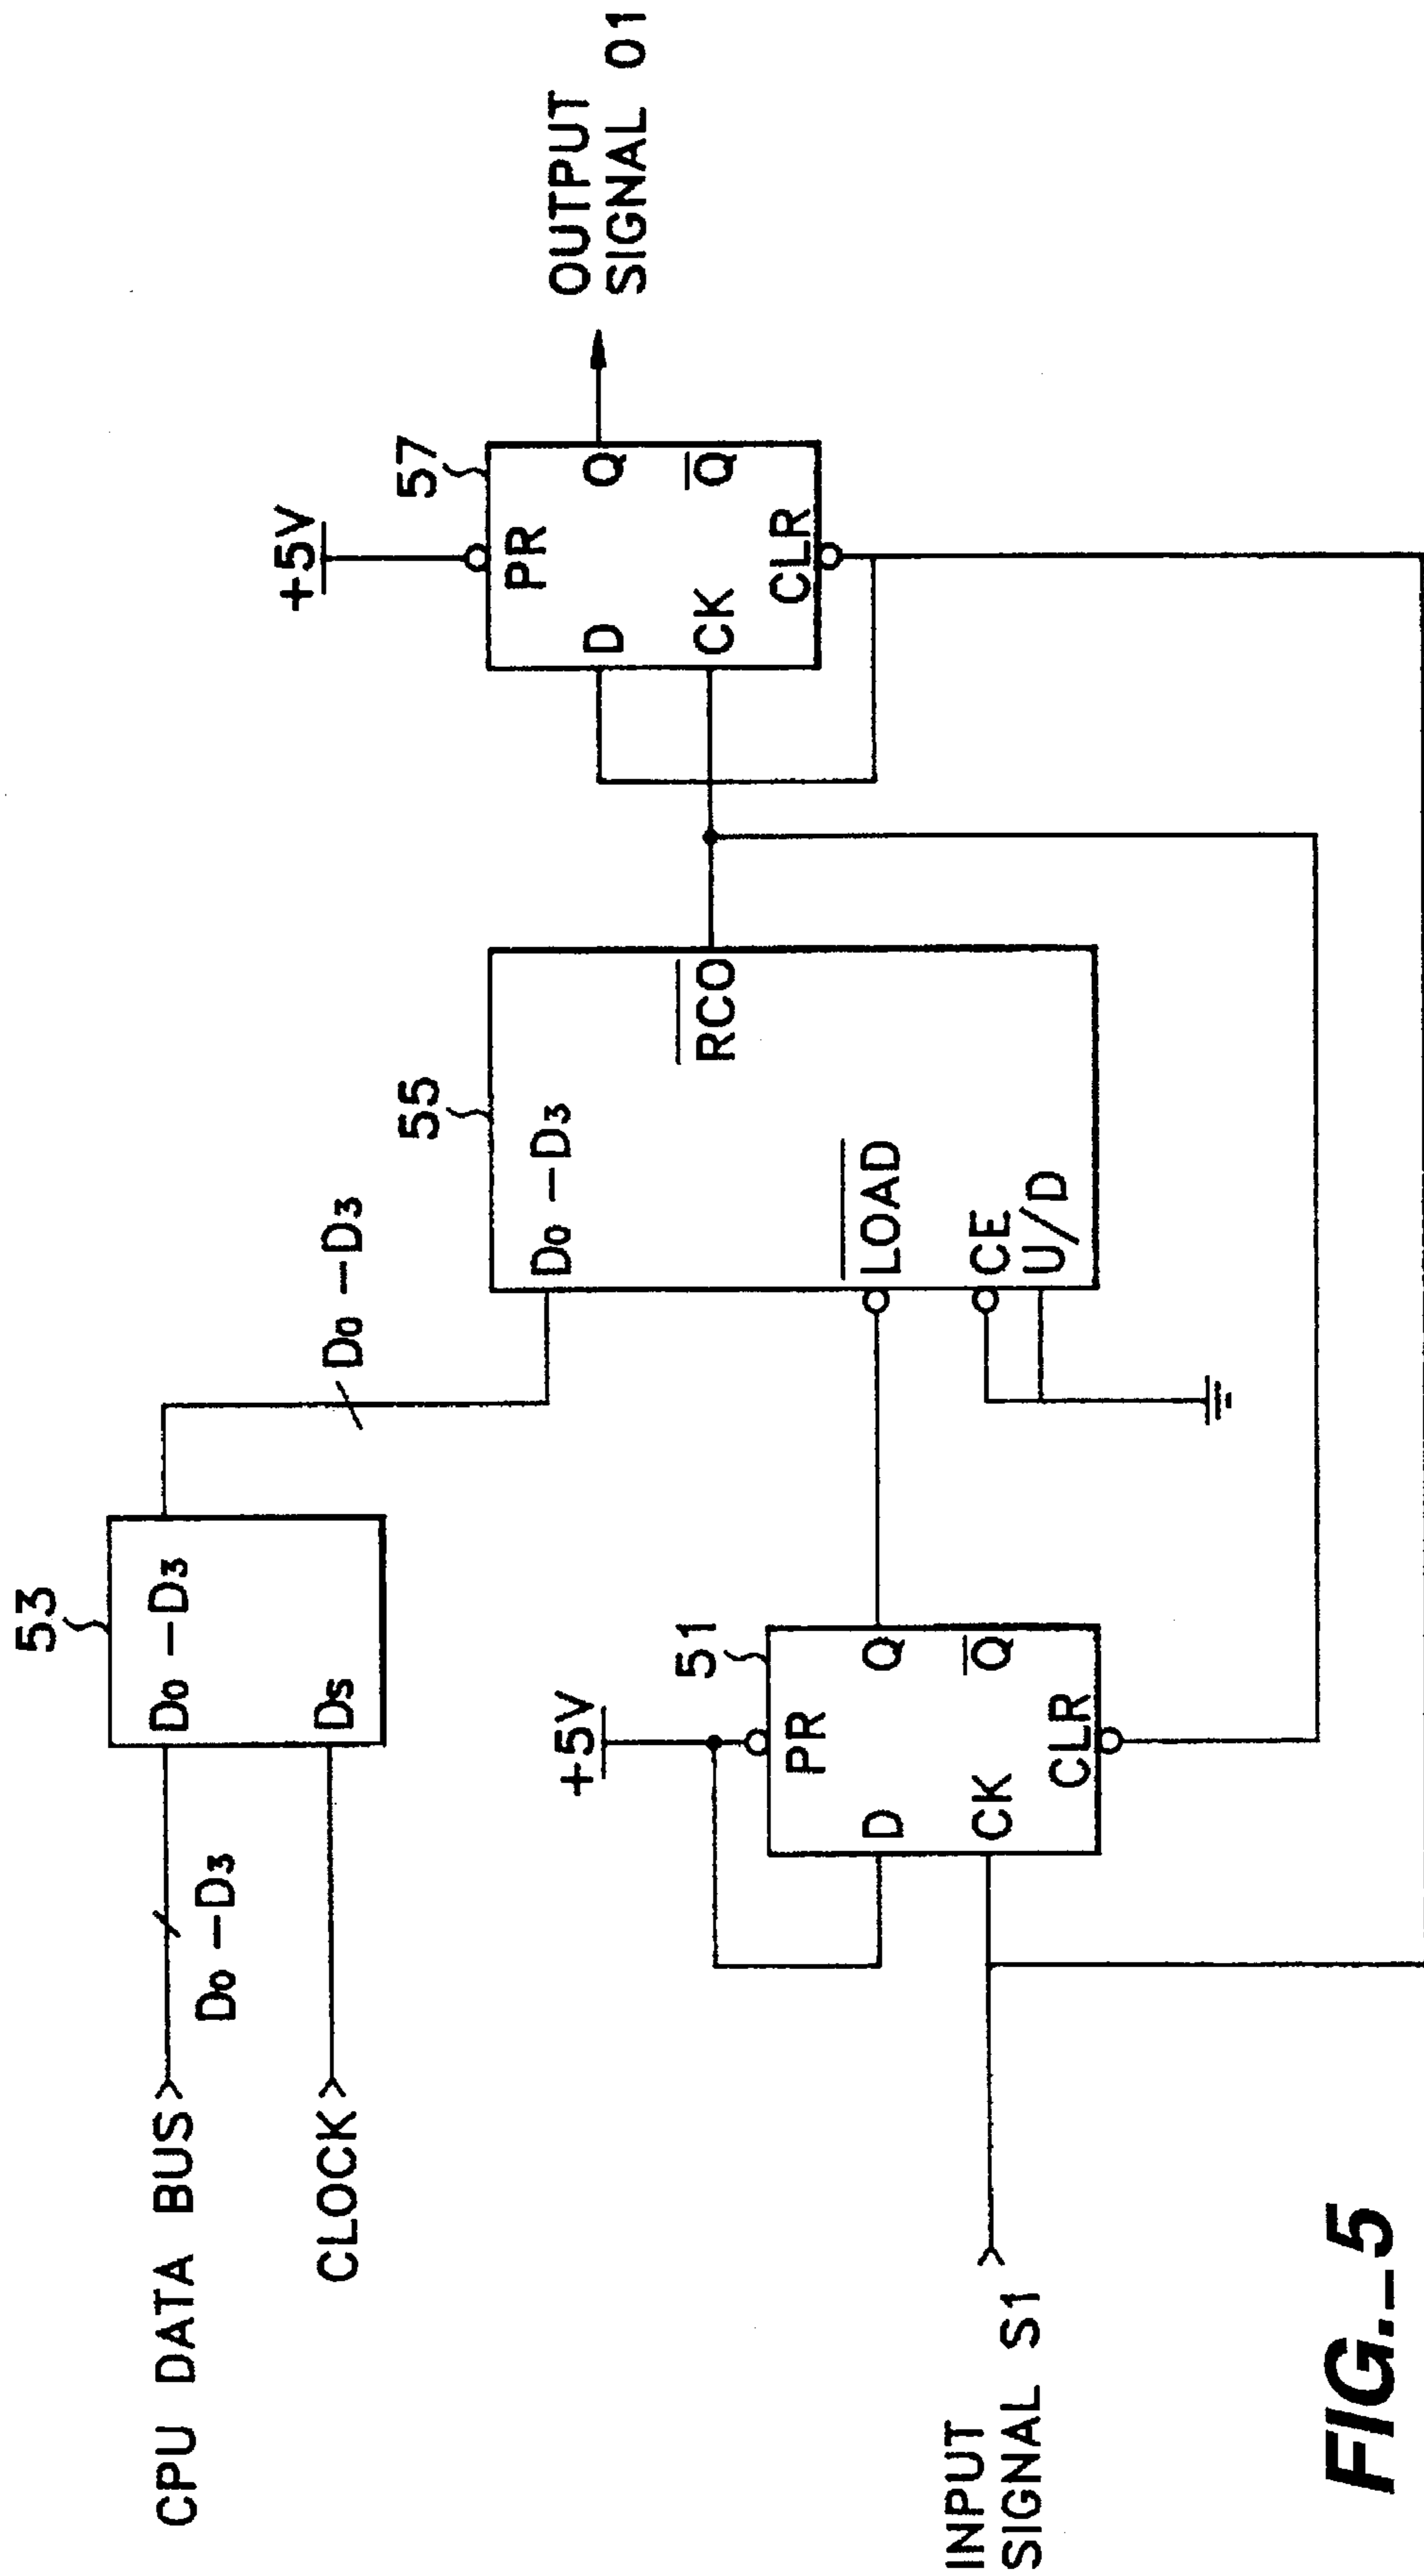 CPU DATA BUS
D0 –D3
CLOCK
53
D0 –D3
Ds
D0 –D3
INPUT
SIGNAL S1
+5V
51
PR
D
Q
CK
Q
CLR
55
D0 –D3
RCO
LOAD
CE
U/D
+5V
57
PR
D
Q
CK
Q
CLR
OUTPUT
SIGNAL 01
FIG._5